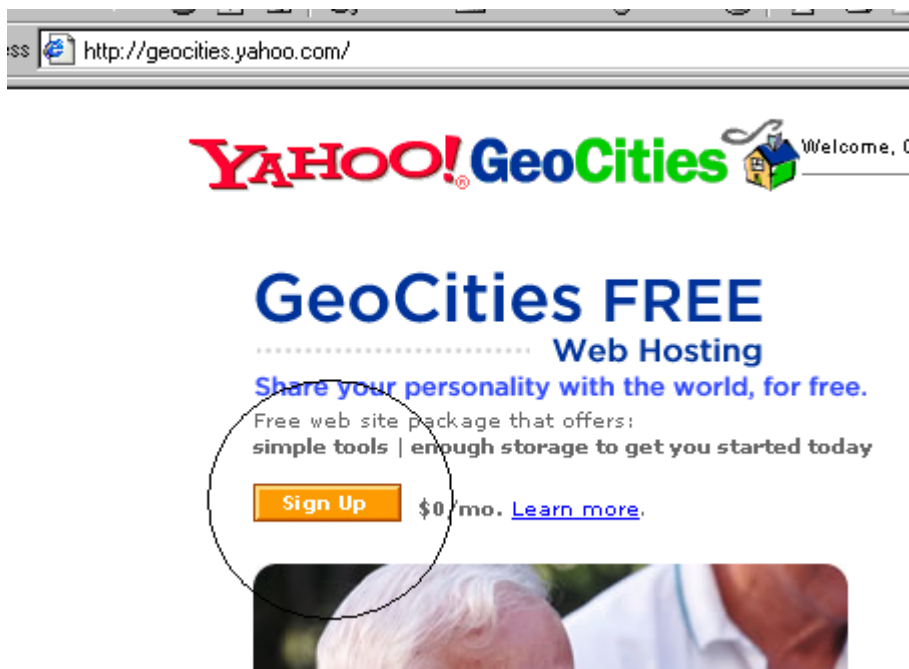 ess http://geocities.yahoo.com/
YAHOO!® GeoCities Welcome,
GeoCities FREE
Web Hosting
Share your personality with the world, for free.
Free web site package that offers:
simple tools | enough storage to get you started today
Sign Up $0/mo. Learn more.